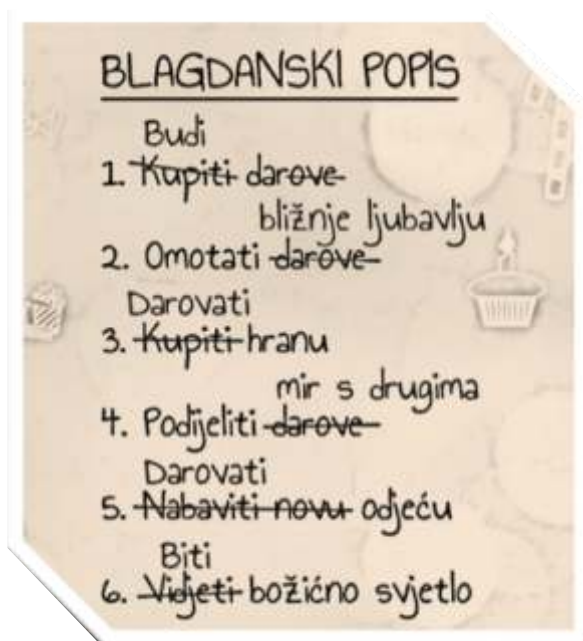 BLAGDANSKI POPIS
Budi
1. Kupiti darove
bližnje ljubavlju
2. Omotati darove
Darovati
3. Kupiti hranu
mir s drugima
4. Podijeliti darove
Darovati
5. Nabaviti novu odjeću
Biti
6. Vidjeti božićno svjetlo